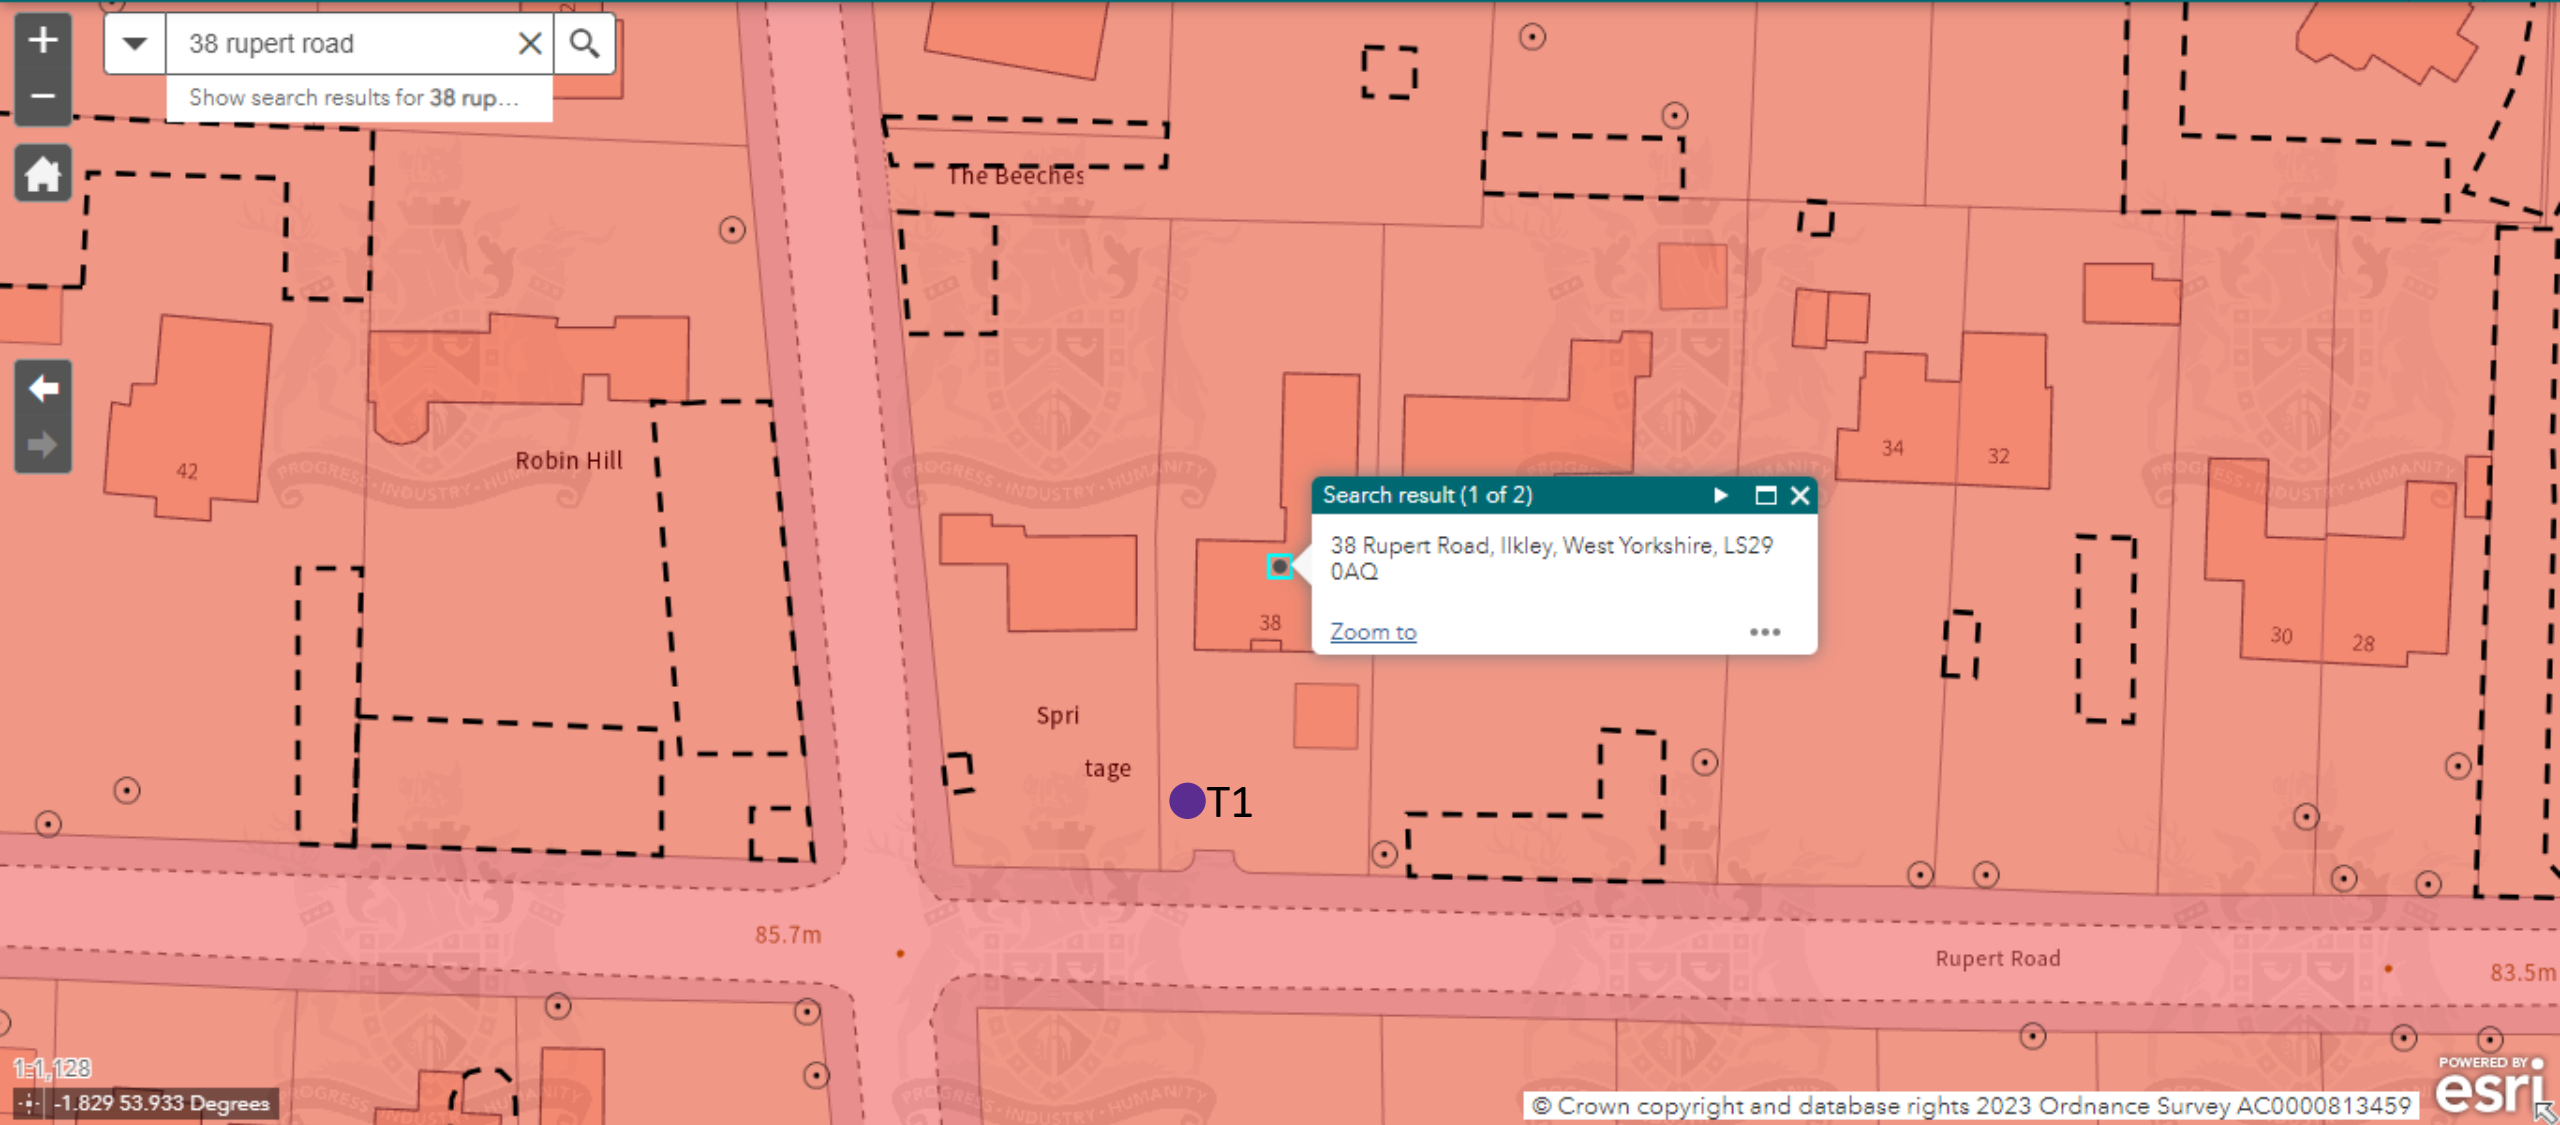 38 rupert road
Show search results for 38 rup...
The Beeches
42
Robin Hill
34
32
Search result (1 of 2)
38 Rupert Road, Ilkley, West Yorkshire, LS29
0AQ
Zoom to
38
30
28
Spri
tage
T1
85.7m
Rupert Road
83.5m
1:1,128
-1.829 53.933 Degrees
© Crown copyright and database rights 2023 Ordnance Survey AC0000813459
POWERED BY
esri
PROGRESS · INDUSTRY · HUMANITY